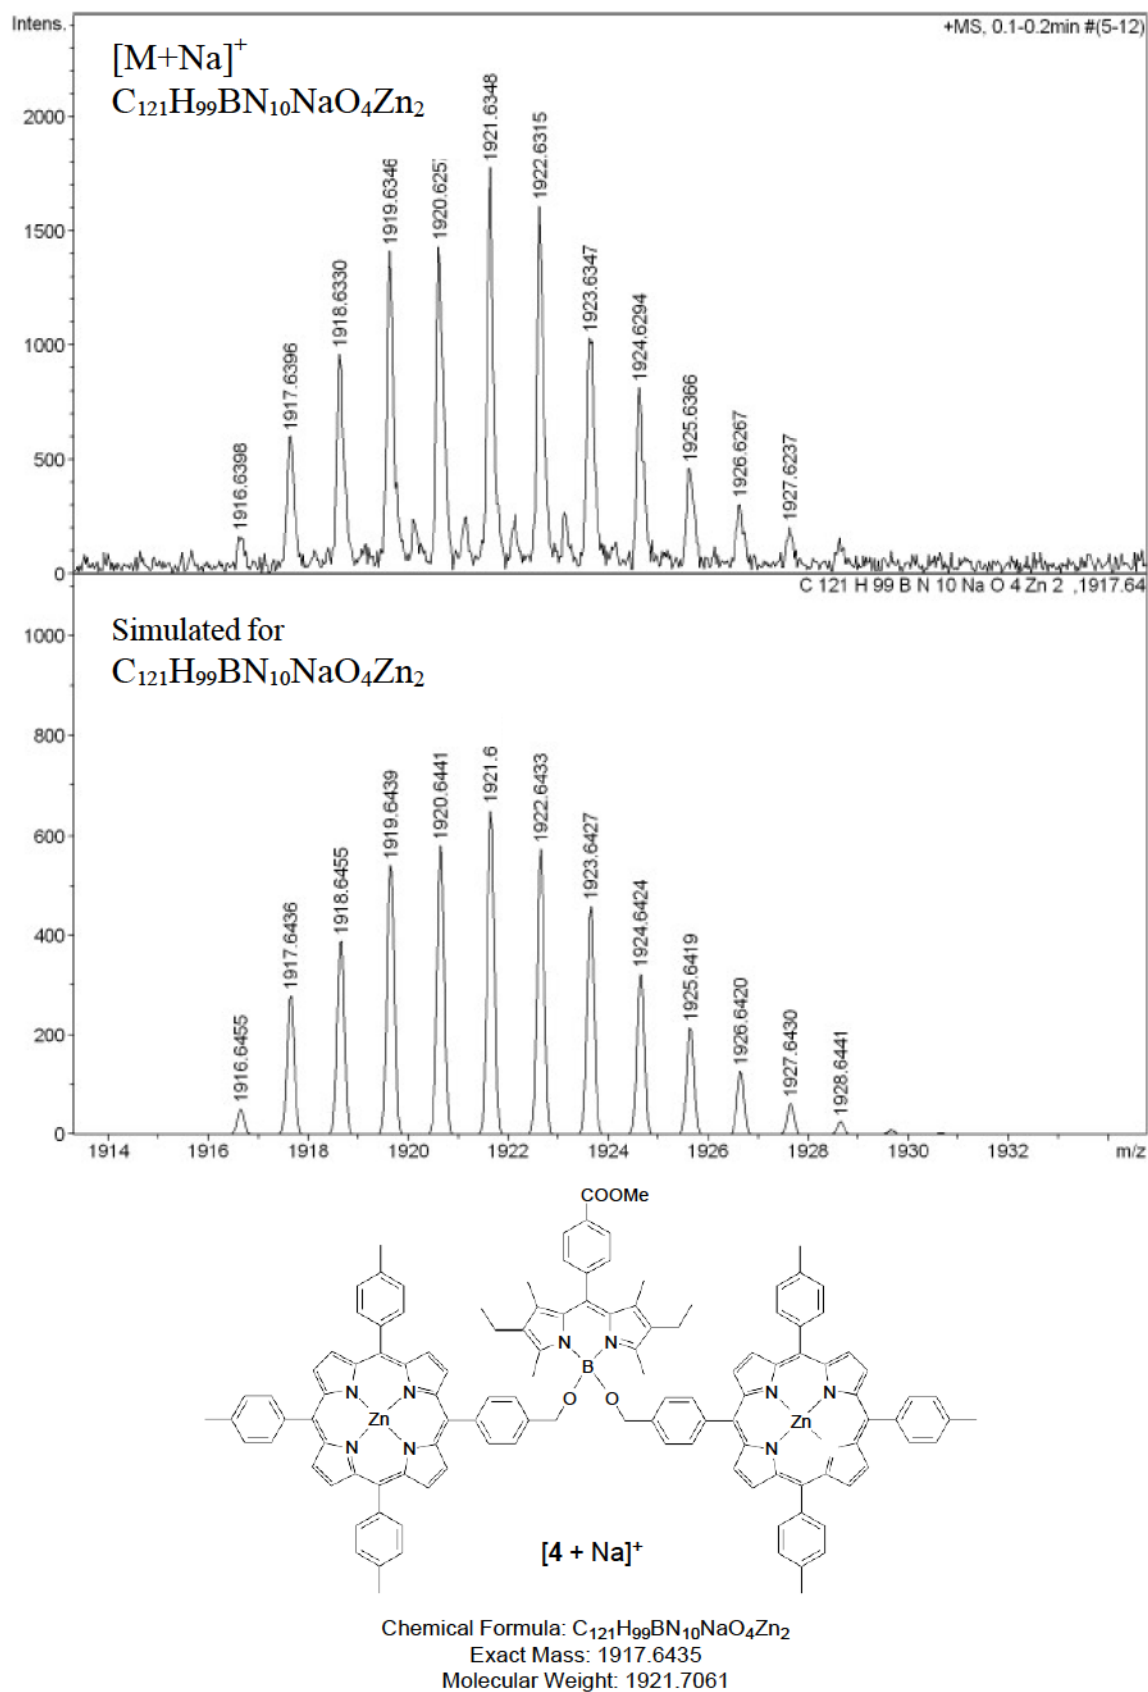 Intens.
+MS, 0.1-0.2min #(5-12)
[M+Na]⁺
C₁₂₁H₉₉BN₁₀NaO₄Zn₂
2000
1500
1000
500
0
1916.6398
1917.6396
1918.6330
1919.6346
1920.625
1921.6348
1922.6315
1923.6347
1924.6294
1925.6366
1926.6267
1927.6237
C 121 H 99 B N 10 Na O 4 Zn 2 ,1917.64
Simulated for
C₁₂₁H₉₉BN₁₀NaO₄Zn₂
1000
800
600
400
200
0
1916.6455
1917.6436
1918.6455
1919.6439
1920.6441
1921.6
1922.6433
1923.6427
1924.6424
1925.6419
1926.6420
1927.6430
1928.6441
1914 1916 1918 1920 1922 1924 1926 1928 1930 1932 m/z
COOMe
N N
B
O O
N N N N
Zn Zn
N N N
[4 + Na]⁺
Chemical Formula: C₁₂₁H₉₉BN₁₀NaO₄Zn₂
Exact Mass: 1917.6435
Molecular Weight: 1921.7061